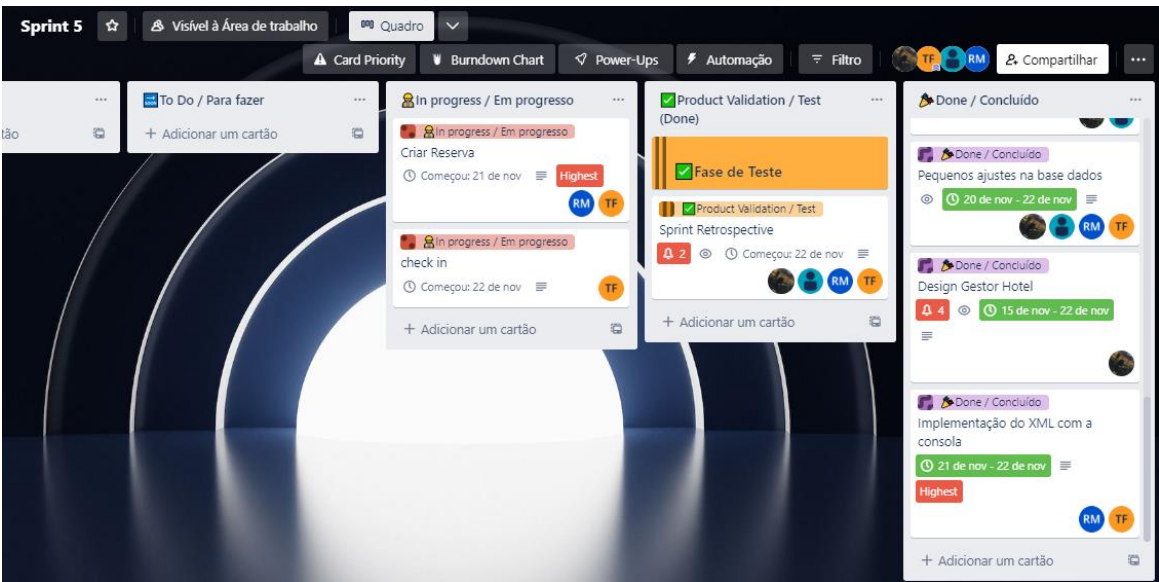 Sprint 5
Visível à Área de trabalho
Quadro
Card Priority
Burndown Chart
Power-Ups
Automação
Filtro
TF
RM
Compartilhar
tão
To Do / Para fazer
+ Adicionar um cartão
In progress / Em progresso
In progress / Em progresso
Criar Reserva
Começou: 21 de nov
Highest
RM TF
In progress / Em progresso
check in
Começou: 22 de nov
TF
+ Adicionar um cartão
Product Validation / Test
(Done)
Fase de Teste
Product Validation / Test
Sprint Retrospective
2
Começou: 22 de nov
RM TF
+ Adicionar um cartão
Done / Concluído
Done / Concluído
Pequenos ajustes na base dados
20 de nov - 22 de nov
RM TF
Done / Concluído
Design Gestor Hotel
4
15 de nov - 22 de nov
Done / Concluído
Implementação do XML com a
consola
21 de nov - 22 de nov
Highest
RM TF
+ Adicionar um cartão